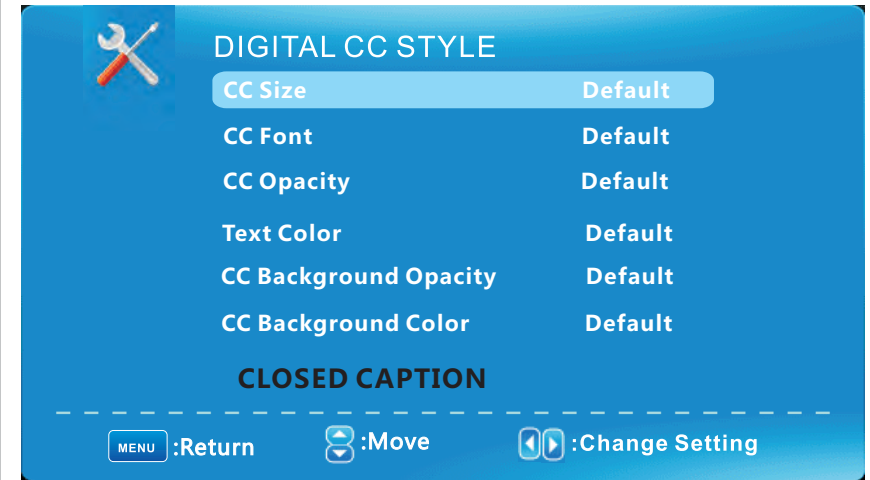 DIGITAL CC STYLE
CC Size Default
CC Font Default
CC Opacity Default
Text Color Default
CC Background Opacity Default
CC Background Color Default
CLOSED CAPTION
MENU :Return :Move :Change Setting